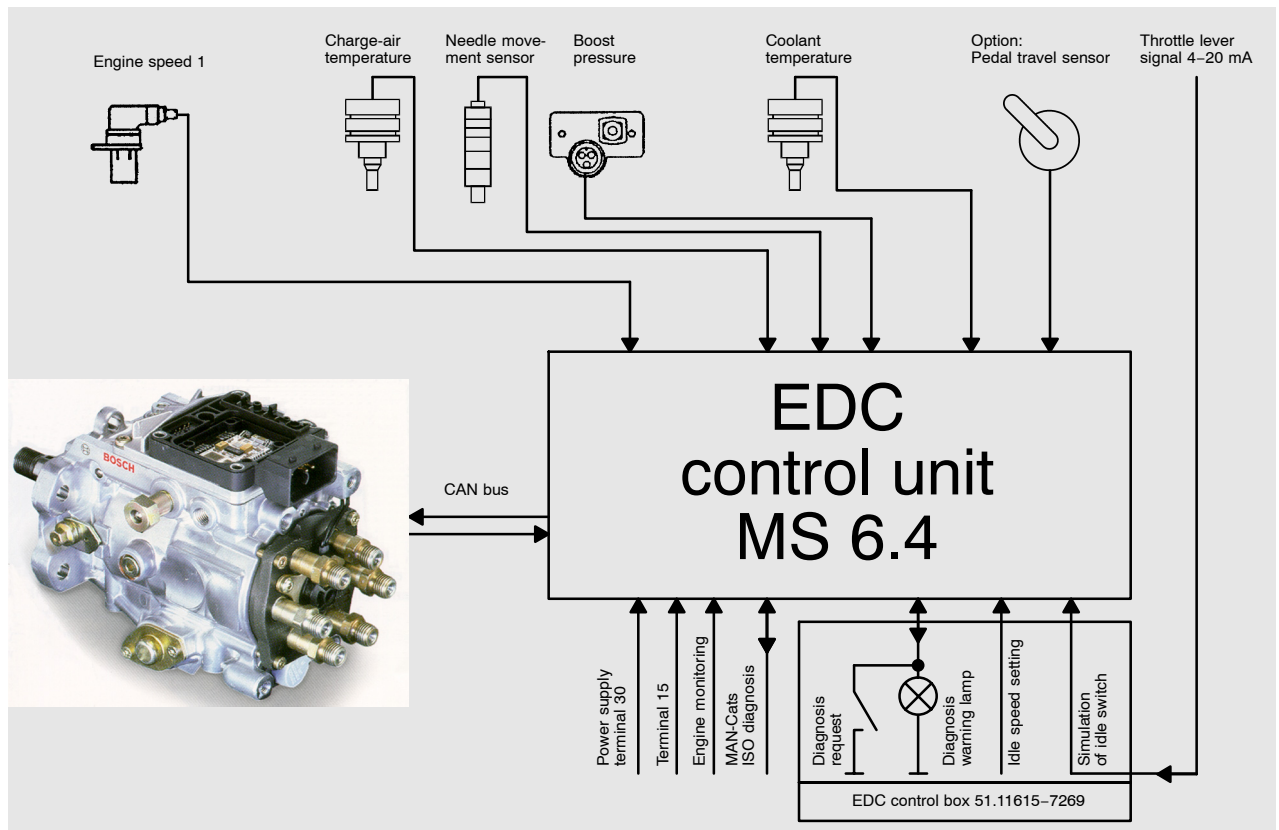 Engine speed 1
Charge-air
temperature
Needle move-
ment sensor
Boost
pressure
Coolant
temperature
Option:
Pedal travel sensor
Throttle lever
signal 4–20 mA
EDC
control unit
MS 6.4
BOSCH
CAN bus
Power supply
terminal 30
Terminal 15
Engine monitoring
MAN-Cats
ISO diagnosis
Diagnosis
request
Diagnosis
warning lamp
Idle speed setting
Simulation
of idle switch
EDC control box 51.11615–7269